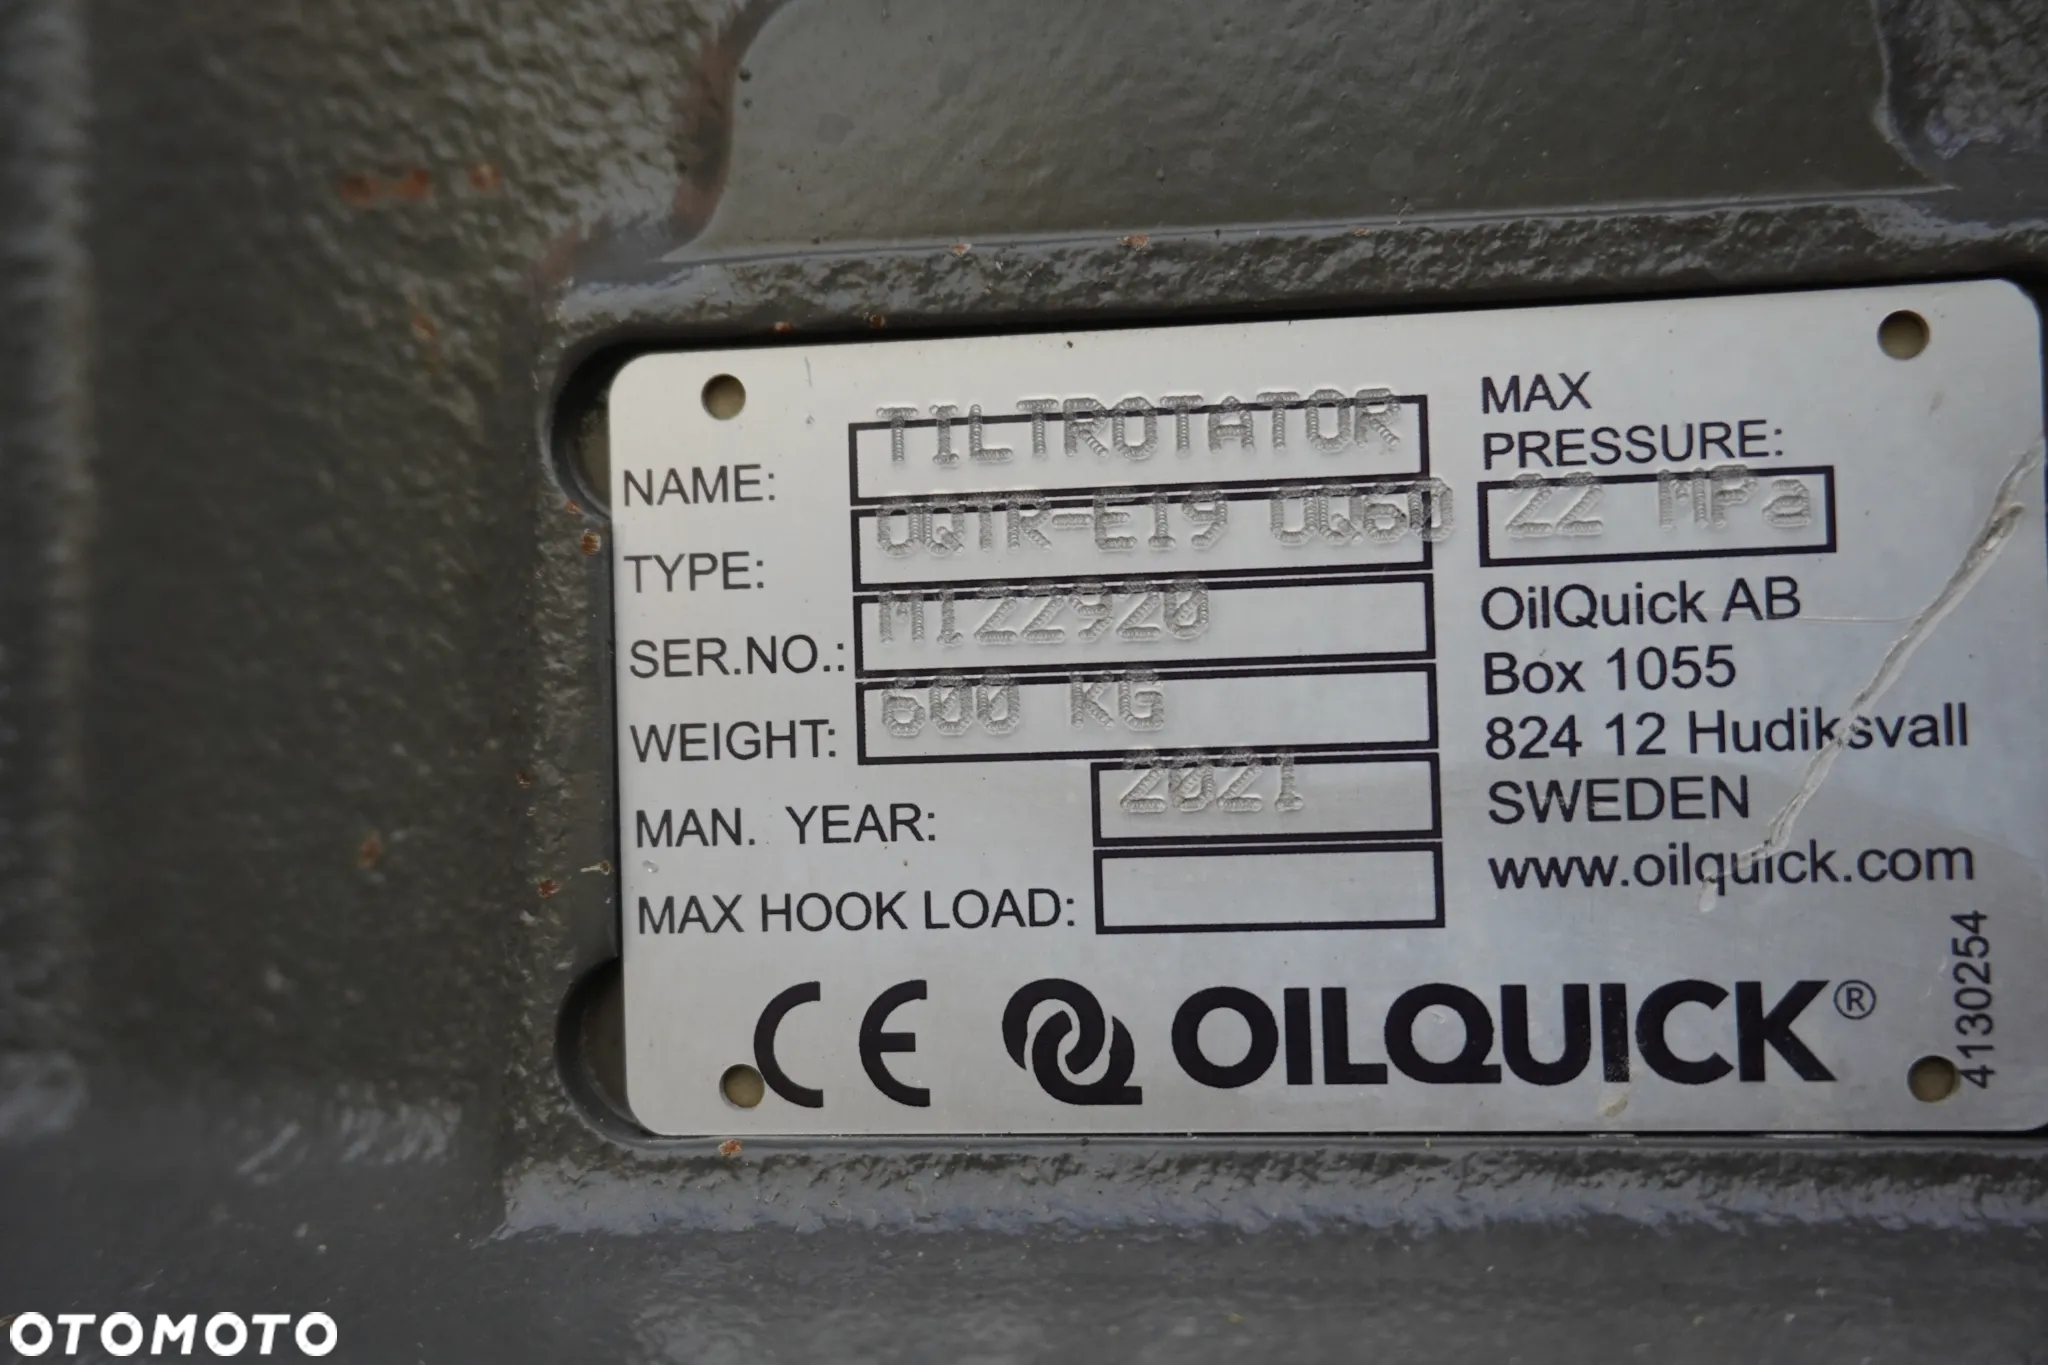 NAME: TILTROTATOR
TYPE: OQTR-E19 OQ60
SER.NO.: M122920
WEIGHT: 600 KG
MAN. YEAR: 2021
MAX HOOK LOAD:
MAX
PRESSURE:
22 MPa
OilQuick AB
Box 1055
824 12 Hudiksvall
SWEDEN
www.oilquick.com
4130254
CE OILQUICK®
OTOMOTO